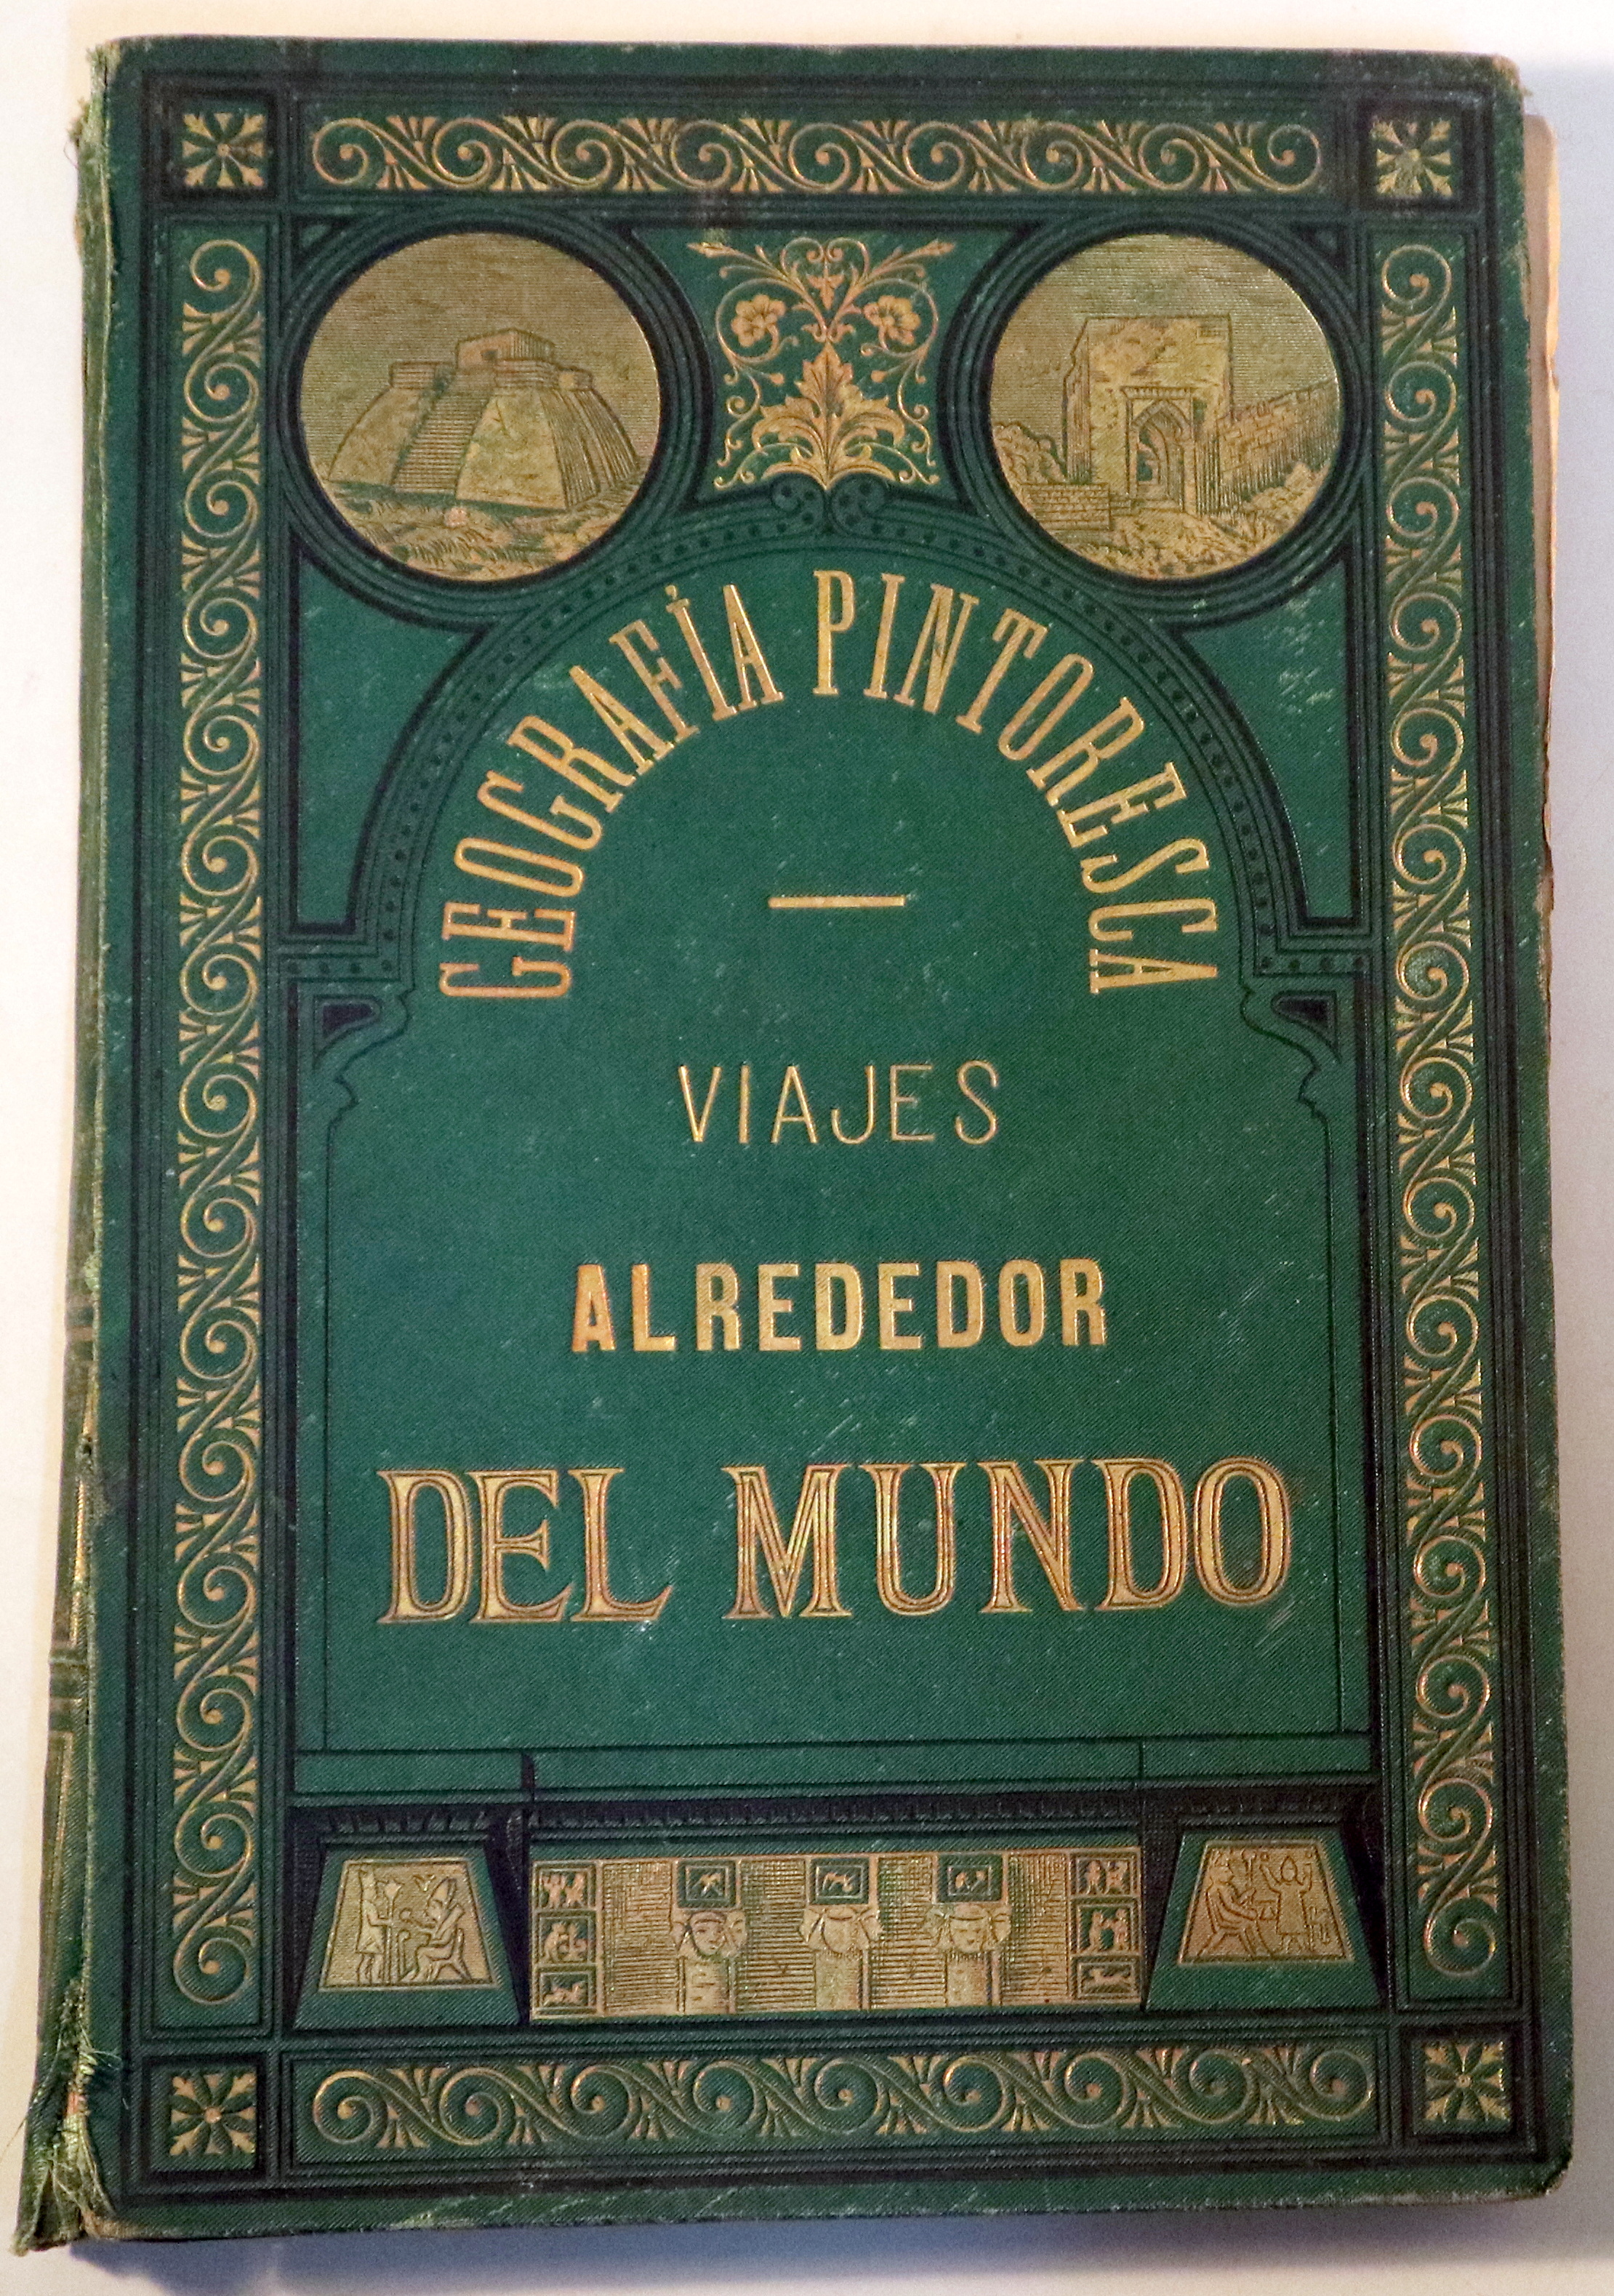 GEOGRAFÍA PINTORESCA
VIAJES
ALREDEDOR
DEL MUNDO